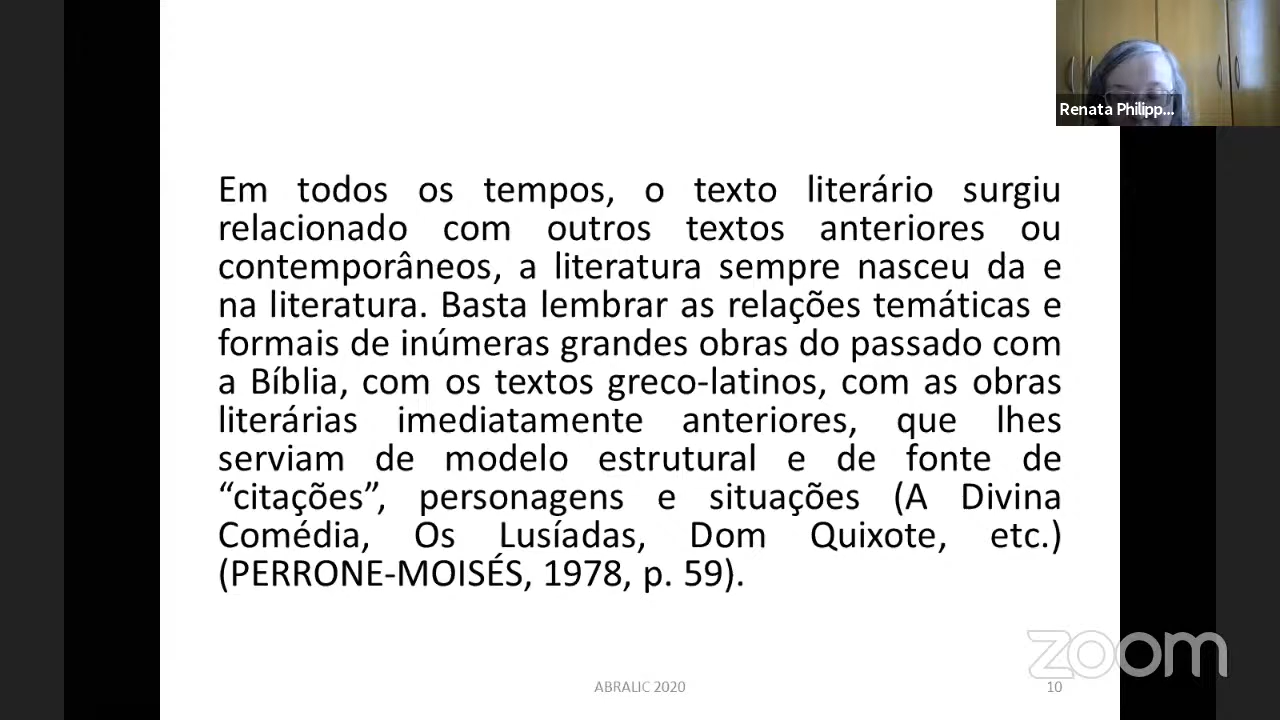 Renata Philipp...
Em todos os tempos, o texto literário surgiu
relacionado com outros textos anteriores ou
contemporâneos, a literatura sempre nasceu da e
na literatura. Basta lembrar as relações temáticas e
formais de inúmeras grandes obras do passado com
a Bíblia, com os textos greco-latinos, com as obras
literárias imediatamente anteriores, que lhes
serviam de modelo estrutural e de fonte de
“citações”, personagens e situações (A Divina
Comédia, Os Lusíadas, Dom Quixote, etc.)
(PERRONE-MOISÉS, 1978, p. 59).
zoom
ABRALIC 2020
10